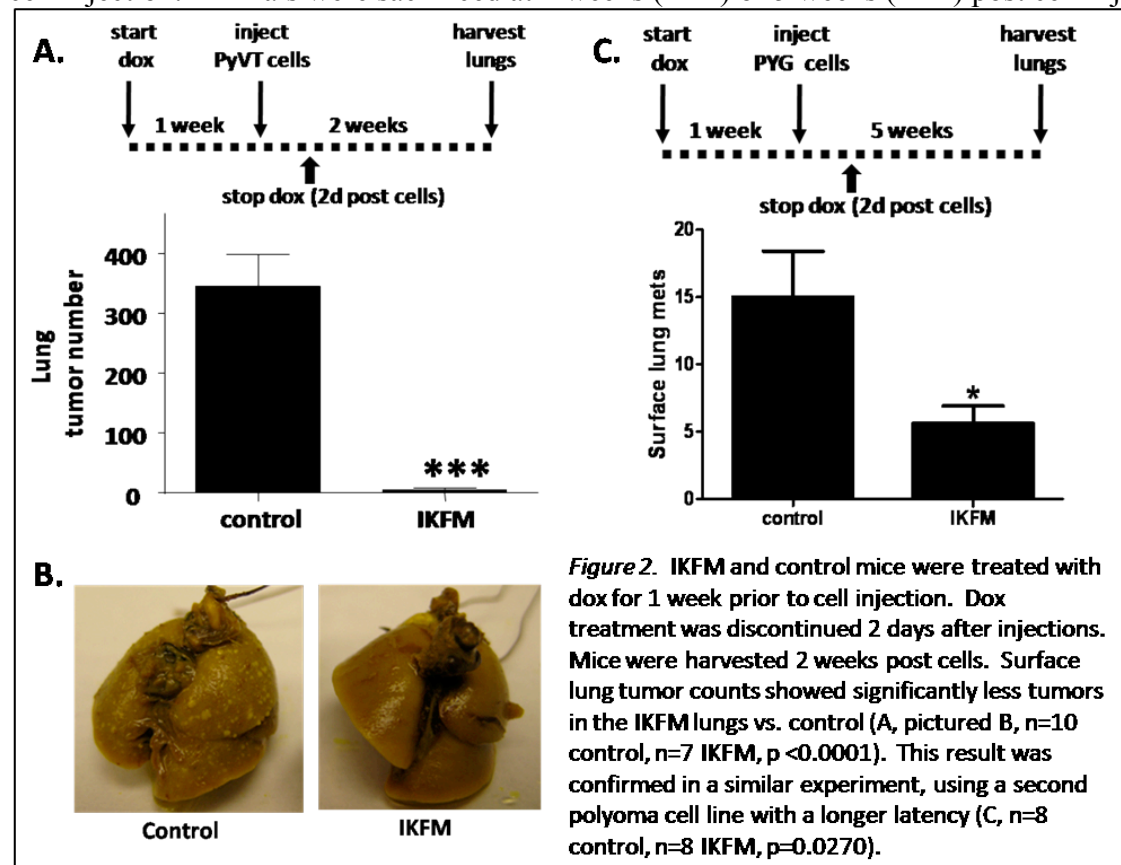 A.
start dox
inject PyVT cells
harvest lungs
1 week
2 weeks
stop dox (2d post cells)
Lung tumor number
400
300
200
100
0
***
control
IKFM
B.
Control
IKFM
C.
start dox
inject PYG cells
harvest lungs
1 week
5 weeks
stop dox (2d post cells)
Surface lung mets
20
15
10
5
0
*
control
IKFM
Figure 2. IKFM and control mice were treated with
dox for 1 week prior to cell injection. Dox
treatment was discontinued 2 days after injections.
Mice were harvested 2 weeks post cells. Surface
lung tumor counts showed significantly less tumors
in the IKFM lungs vs. control (A, pictured B, n=10
control, n=7 IKFM, p <0.0001). This result was
confirmed in a similar experiment, using a second
polyoma cell line with a longer latency (C, n=8
control, n=8 IKFM, p=0.0270).